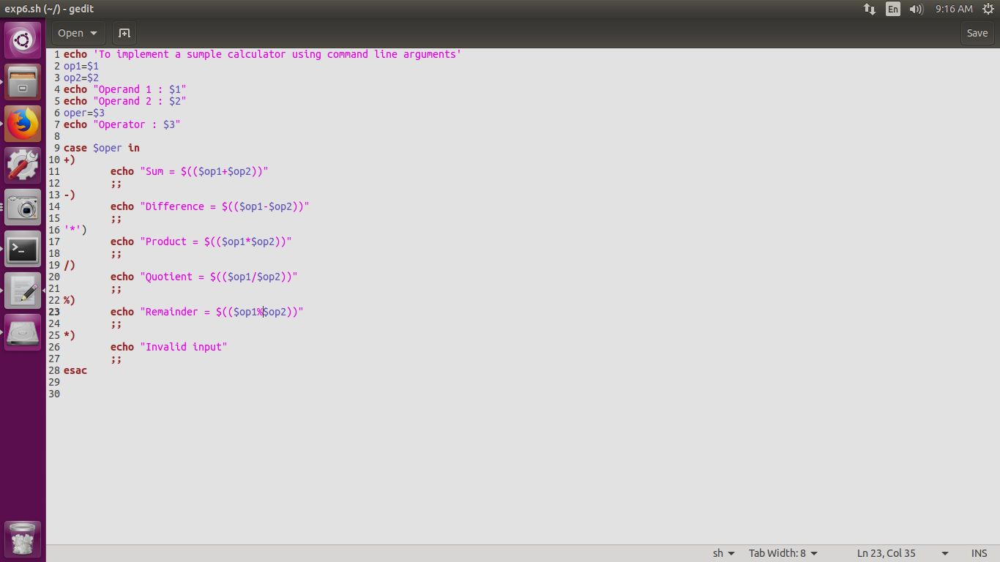 exp6.sh (~/) - gedit
En
9:16 AM
Open
Save
1 echo 'To implement a sumple calculator using command line arguments'
2 op1=$1
3 op2=$2
4 echo "Operand 1 : $1"
5 echo "Operand 2 : $2"
6 oper=$3
7 echo "Operator : $3"
8
9 case $oper in
10 +)
11 echo "Sum = $(($op1+$op2))"
12 ;;
13 -)
14 echo "Difference = $(($op1-$op2))"
15 ;;
16 '*')
17 echo "Product = $(($op1*$op2))"
18 ;;
19 /)
20 echo "Quotient = $(($op1/$op2))"
21 ;;
22 %)
23 echo "Remainder = $(($op1%$op2))"
24 ;;
25 *)
26 echo "Invalid input"
27 ;;
28 esac
29
30
sh
Tab Width: 8
Ln 23, Col 35
INS